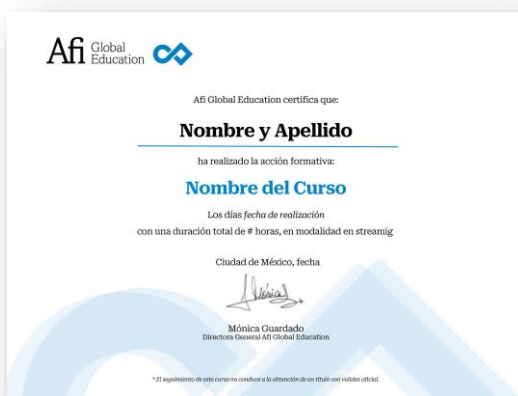 Afi Global
Education
Afi Global Education certifica que:
Nombre y Apellido
ha realizado la acción formativa:
Nombre del Curso
Los días fecha de realización
con una duración total de # horas, en modalidad en streamig
Ciudad de México, fecha
Mónica Guardado
Directora General Afi Global Education
* El seguimiento de este curso no conduce a la obtención de un título con validez oficial.